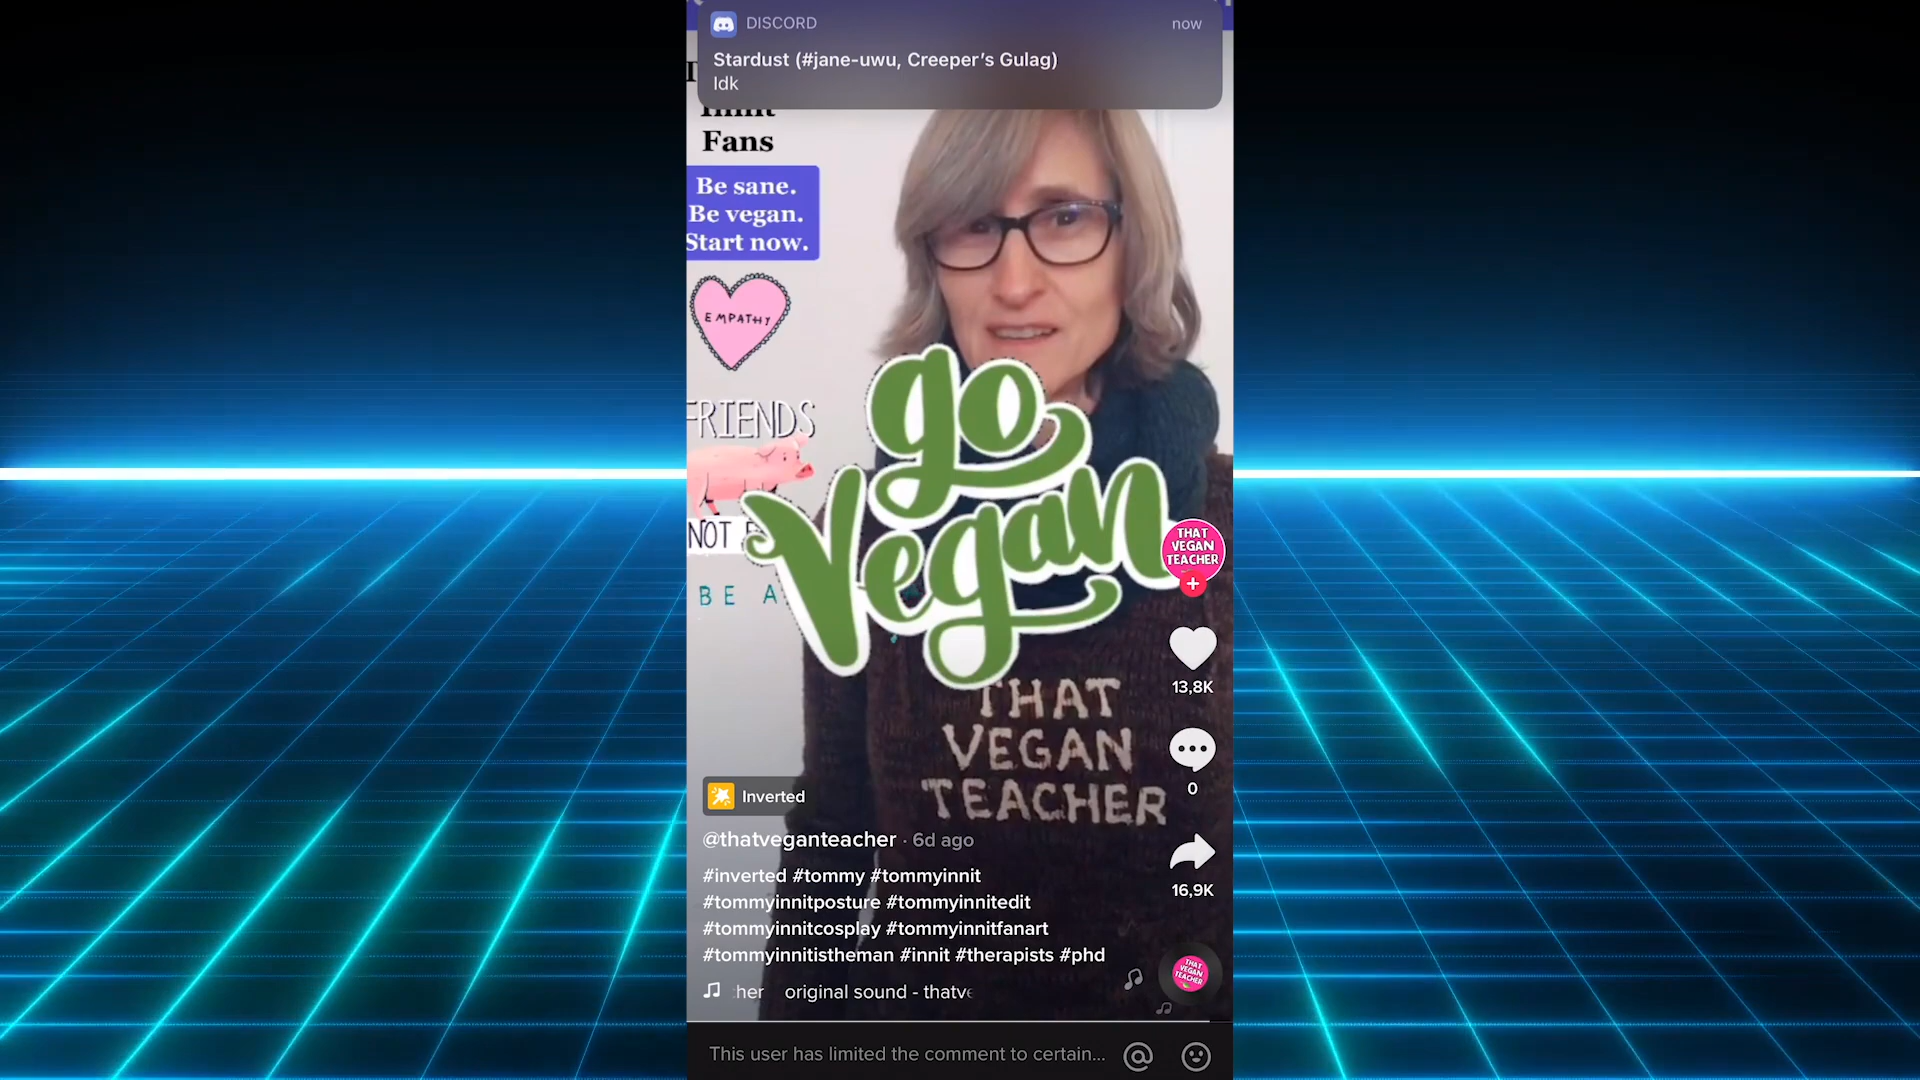 DISCORD
now
Stardust (#jane-uwu, Creeper's Gulag)
Idk
Fans
Be sane.
Be vegan.
Start now.
EMPATHY
FRIENDS
NOT
BE A
go
Vegan
THAT
VEGAN
TEACHER
+
13,8K
THAT
VEGAN
TEACHER
0
Inverted
@thatveganteacher · 6d ago
16,9K
#inverted #tommy #tommyinnit
#tommyinnitposture #tommyinnitedit
#tommyinnitcosplay #tommyinnitfanart
#tommyinnitistheman #innit #therapists #phd
THAT
VEGAN
TEACHER
:her original sound - thatve
This user has limited the comment to certain...
@